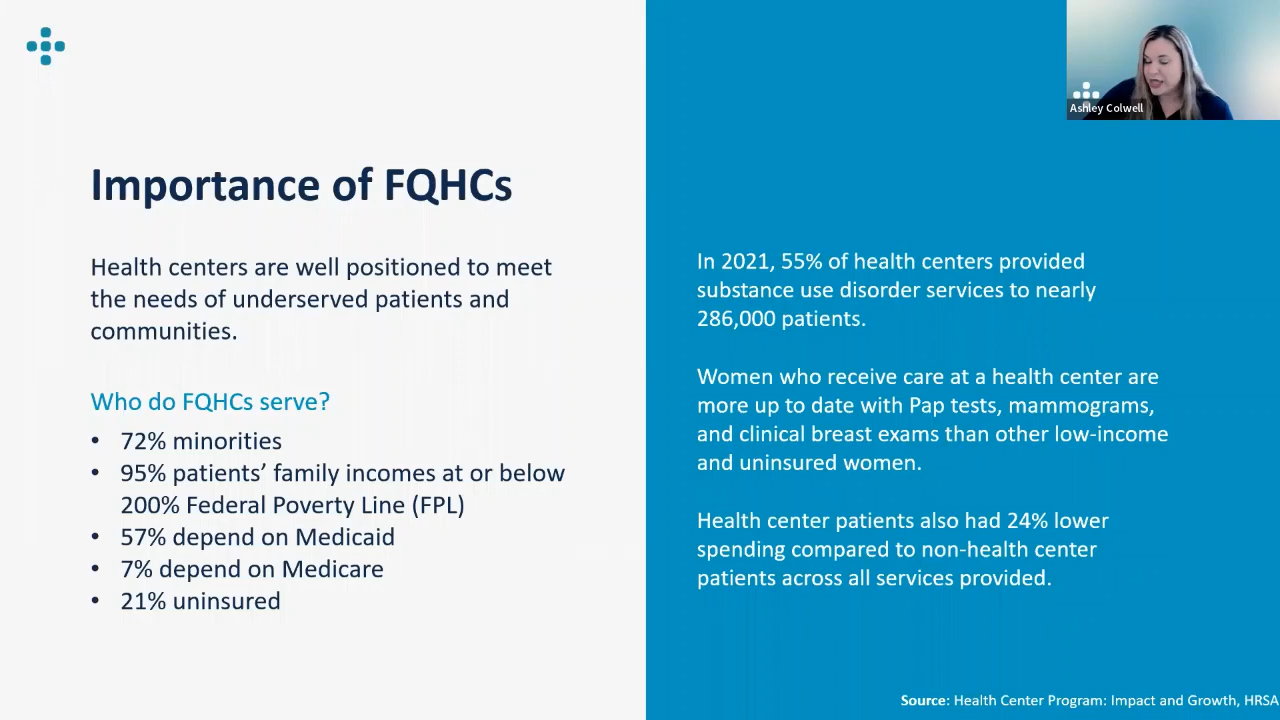 Ashley Colwell
Importance of FQHCs
Health centers are well positioned to meet
the needs of underserved patients and
communities.
Who do FQHCs serve?
• 72% minorities
• 95% patients’ family incomes at or below
200% Federal Poverty Line (FPL)
• 57% depend on Medicaid
• 7% depend on Medicare
• 21% uninsured
In 2021, 55% of health centers provided
substance use disorder services to nearly
286,000 patients.
Women who receive care at a health center are
more up to date with Pap tests, mammograms,
and clinical breast exams than other low-income
and uninsured women.
Health center patients also had 24% lower
spending compared to non-health center
patients across all services provided.
Source: Health Center Program: Impact and Growth, HRSA